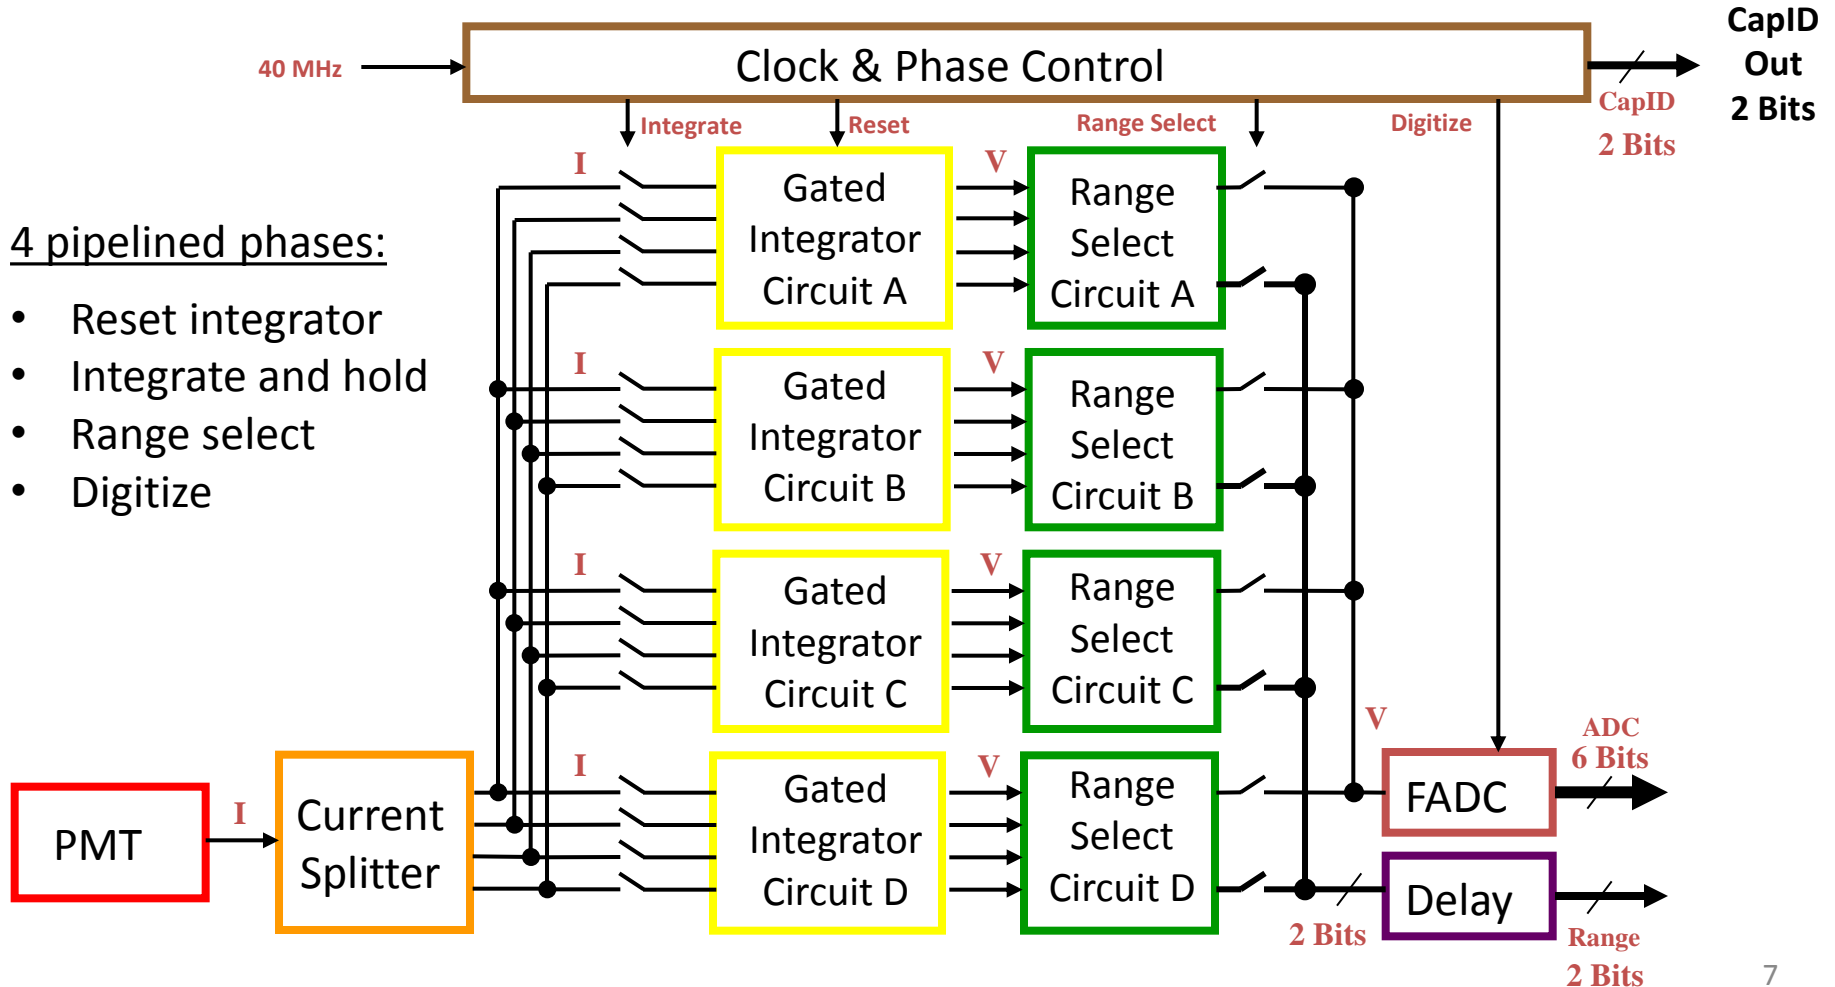 CapID
Out
2 Bits
40 MHz
Clock & Phase Control
CapID
2 Bits
Integrate
Reset
Range Select
Digitize
4 pipelined phases:
• Reset integrator
• Integrate and hold
• Range select
• Digitize
I
Gated
Integrator
Circuit A
V
Range
Select
Circuit A
I
Gated
Integrator
Circuit B
V
Range
Select
Circuit B
I
Gated
Integrator
Circuit C
V
Range
Select
Circuit C
I
Gated
Integrator
Circuit D
V
Range
Select
Circuit D
PMT
I
Current
Splitter
V
FADC
ADC
6 Bits
2 Bits
Delay
Range
2 Bits
7